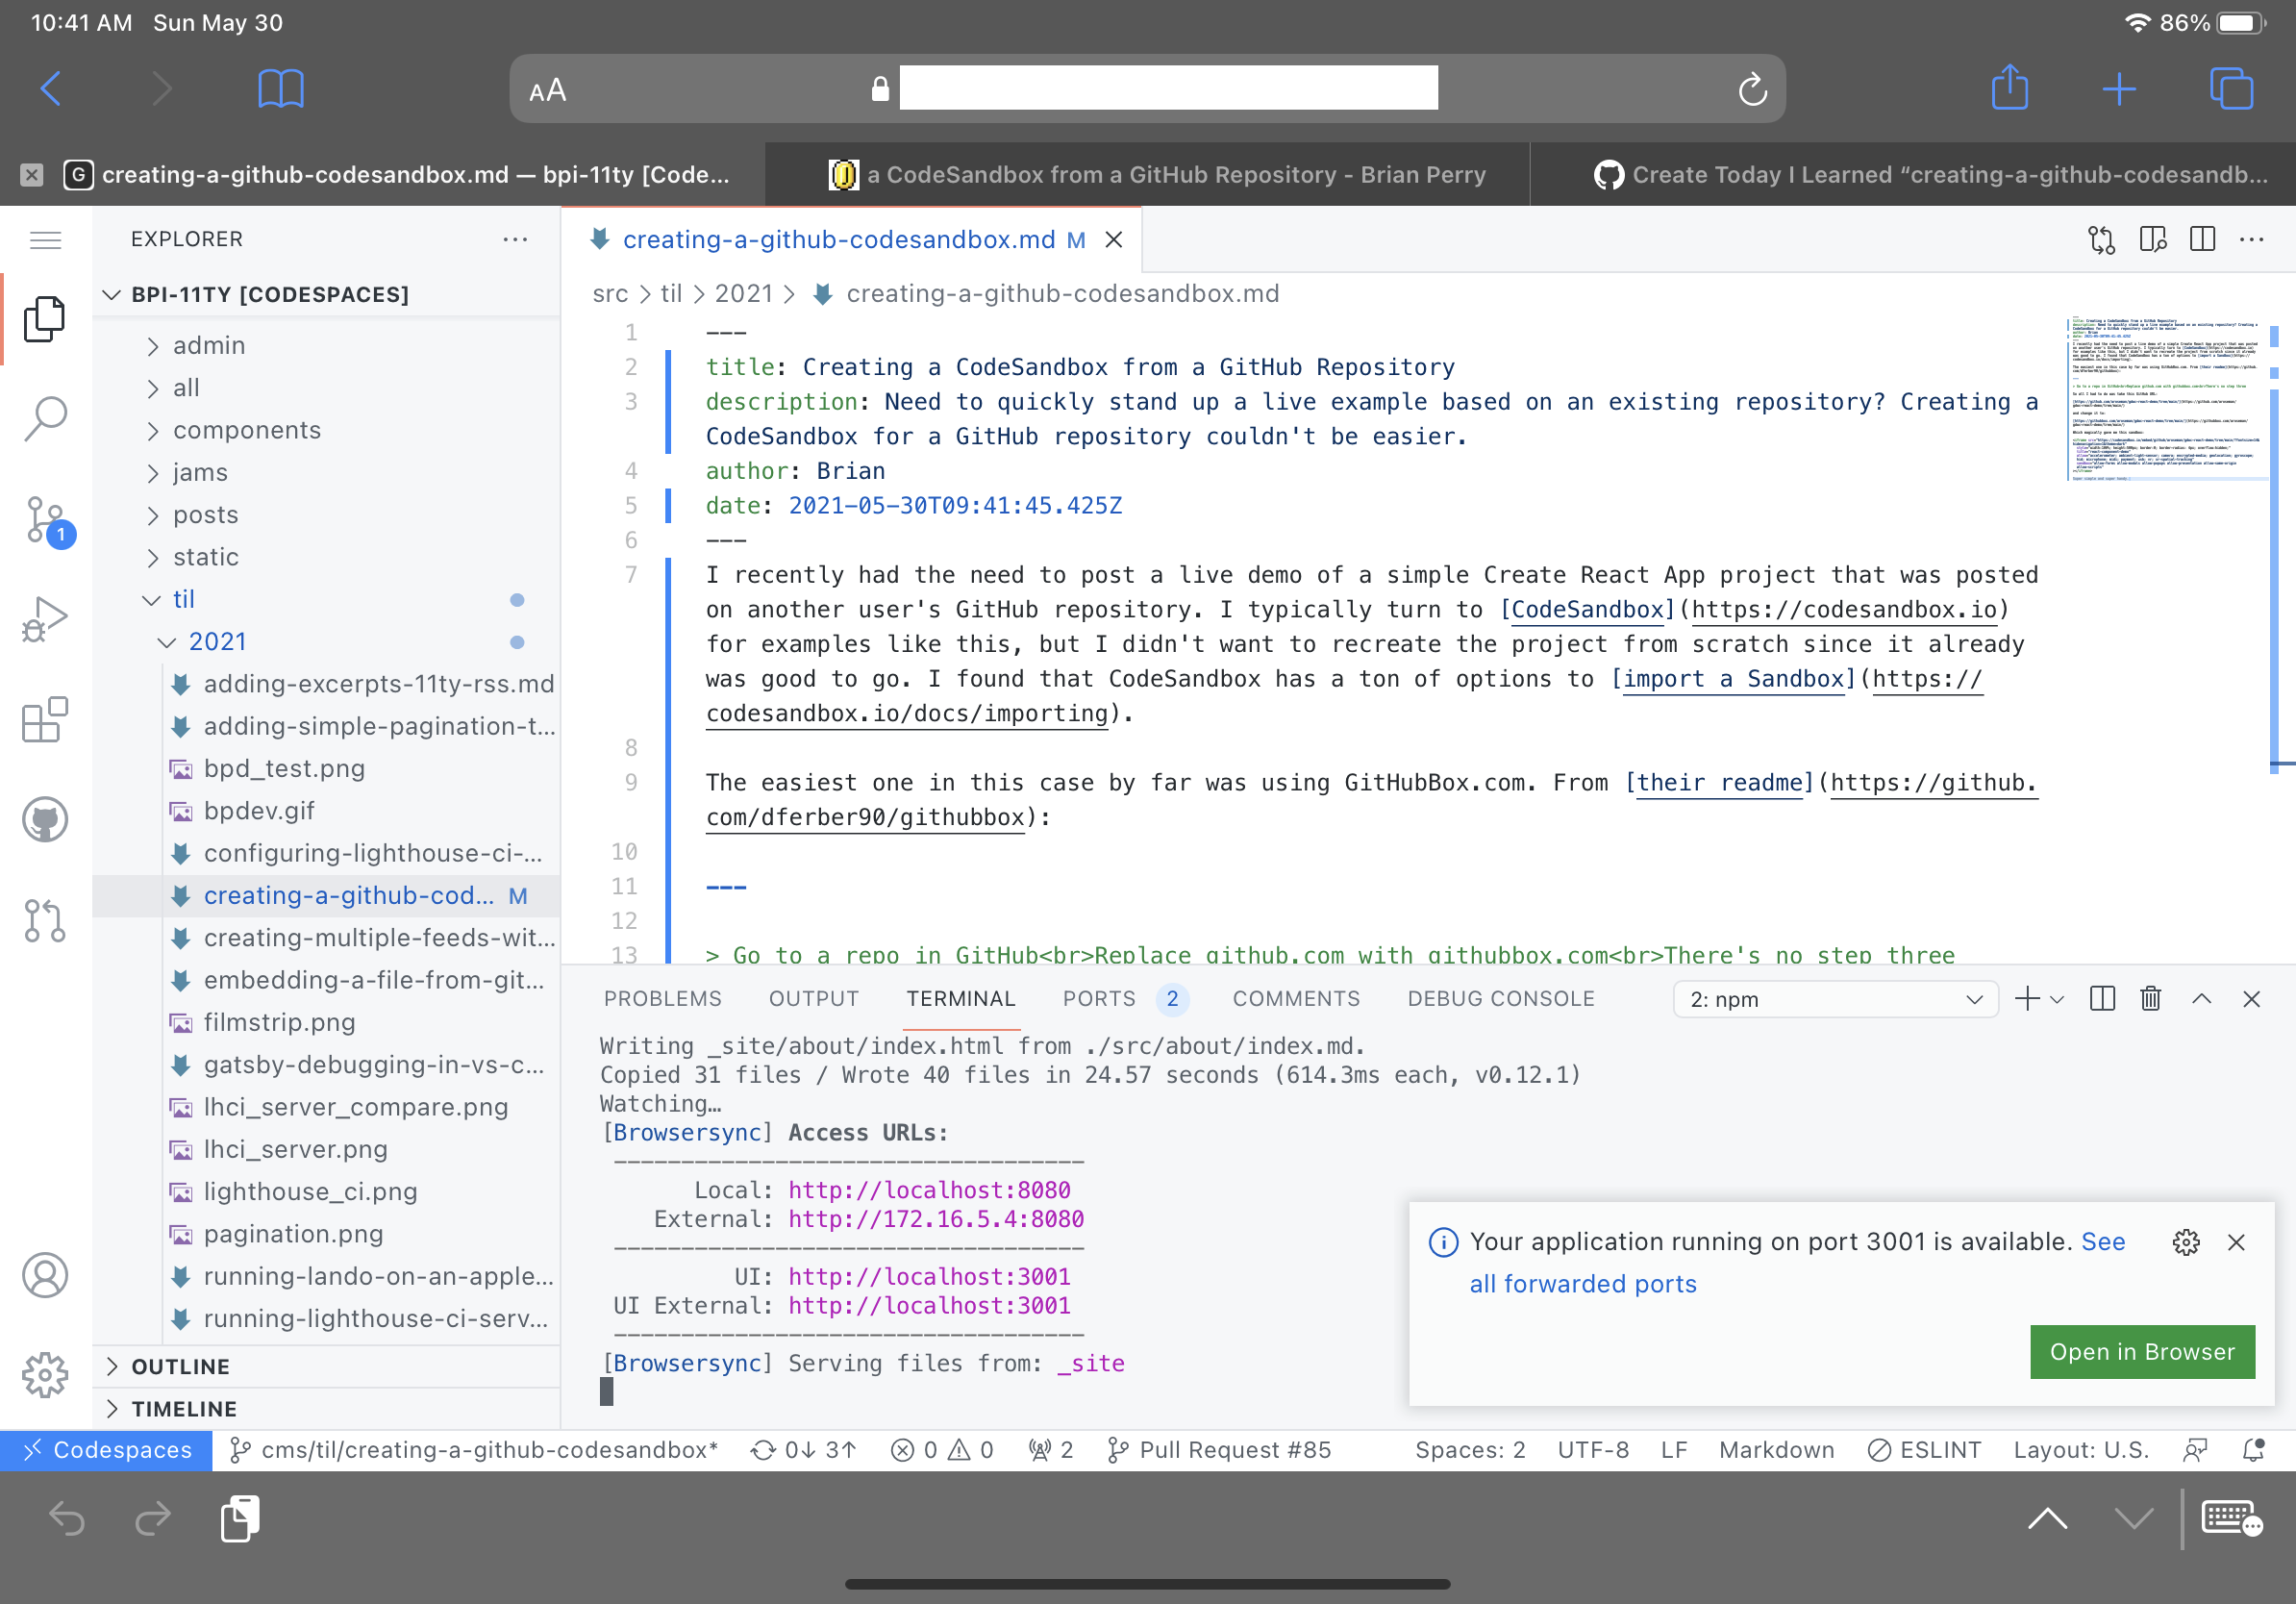 10:41 AM Sun May 30
86%
AA
creating-a-github-codesandbox.md — bpi-11ty [Code...
a CodeSandbox from a GitHub Repository - Brian Perry
Create Today I Learned “creating-a-github-codesandb...
EXPLORER
BPI-11TY [CODESPACES]
admin
all
components
jams
posts
static
til
2021
adding-excerpts-11ty-rss.md
adding-simple-pagination-t...
bpd_test.png
bpdev.gif
configuring-lighthouse-ci-...
creating-a-github-cod... M
creating-multiple-feeds-wit...
embedding-a-file-from-git...
filmstrip.png
gatsby-debugging-in-vs-c...
lhci_server_compare.png
lhci_server.png
lighthouse_ci.png
pagination.png
running-lando-on-an-apple...
running-lighthouse-ci-serv...
OUTLINE
TIMELINE
1
creating-a-github-codesandbox.md M
src > til > 2021 > creating-a-github-codesandbox.md
1 ---
2 title: Creating a CodeSandbox from a GitHub Repository
3 description: Need to quickly stand up a live example based on an existing repository? Creating a
CodeSandbox for a GitHub repository couldn't be easier.
4 author: Brian
5 date: 2021-05-30T09:41:45.425Z
6 ---
7 I recently had the need to post a live demo of a simple Create React App project that was posted
on another user's GitHub repository. I typically turn to [CodeSandbox](https://codesandbox.io)
for examples like this, but I didn't want to recreate the project from scratch since it already
was good to go. I found that CodeSandbox has a ton of options to [import a Sandbox](https://
codesandbox.io/docs/importing).
8
9 The easiest one in this case by far was using GitHubBox.com. From [their readme](https://github.
com/dferber90/githubbox):
10
11 ---
12
13 > Go to a repo in GitHub<br>Replace github.com with githubbox.com<br>There's no step three
PROBLEMS OUTPUT TERMINAL PORTS 2 COMMENTS DEBUG CONSOLE 2: npm
Writing _site/about/index.html from ./src/about/index.md.
Copied 31 files / Wrote 40 files in 24.57 seconds (614.3ms each, v0.12.1)
Watching…
[Browsersync] Access URLs:
-----------------------------------
Local: http://localhost:8080
External: http://172.16.5.4:8080
-----------------------------------
UI: http://localhost:3001
UI External: http://localhost:3001
-----------------------------------
[Browsersync] Serving files from: _site
Your application running on port 3001 is available. See
all forwarded ports
Open in Browser
Codespaces cms/til/creating-a-github-codesandbox* 0↓ 3↑ 0 0 2 Pull Request #85 Spaces: 2 UTF-8 LF Markdown ESLINT Layout: U.S.